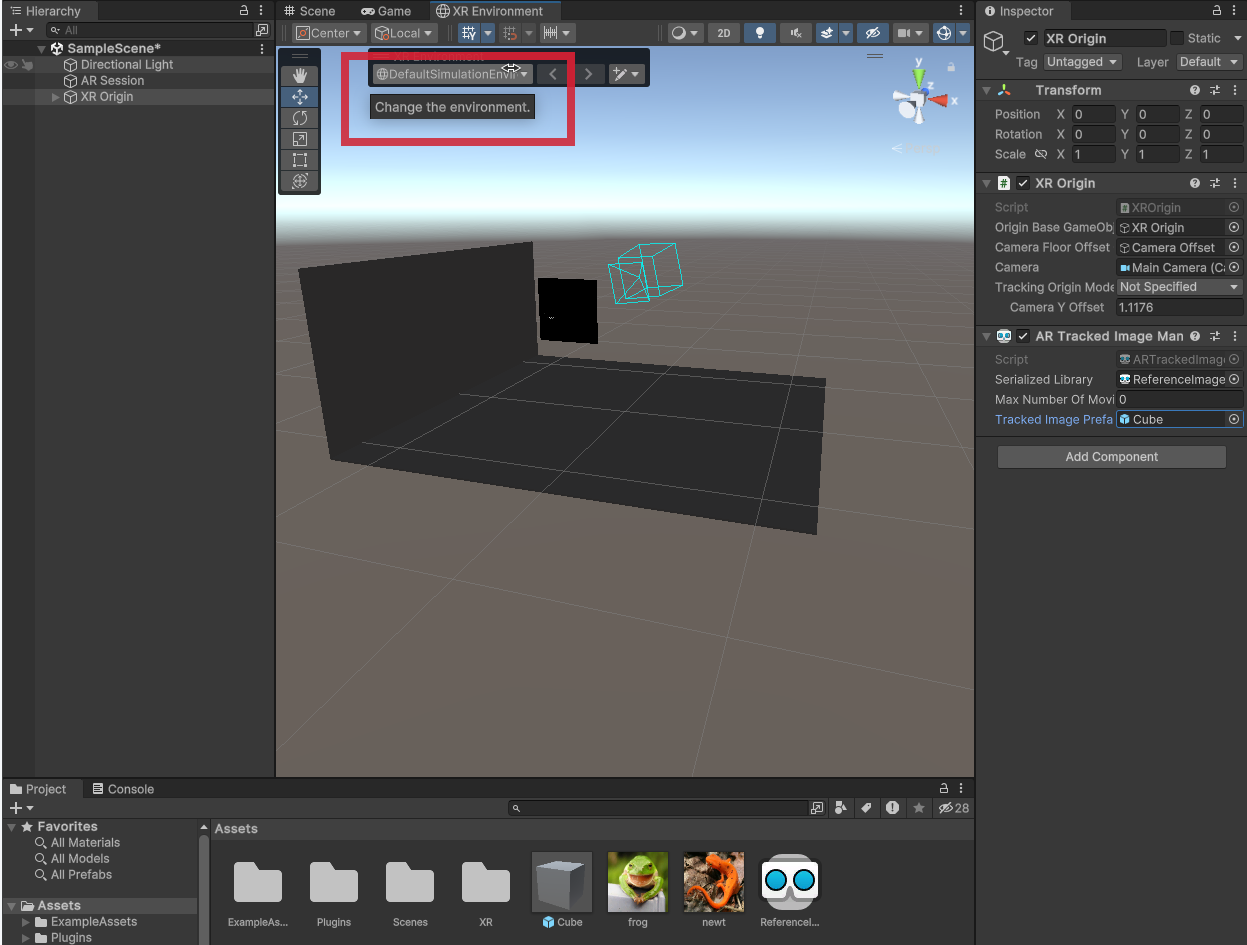 Hierarchy
All
SampleScene*
Directional Light
AR Session
XR Origin
Scene
Game
XR Environment
Center
Local
2D
DefaultSimulationEnvi
Change the environment.
y
z
x
Inspector
XR Origin
Static
Tag
Untagged
Layer
Default
Transform
Position X 0 Y 0 Z 0
Rotation X 0 Y 0 Z 0
Scale X 1 Y 1 Z 1
XR Origin
Script
XROrigin
Origin Base GameObj
XR Origin
Camera Floor Offset
Camera Offset
Camera
Main Camera (Ca
Tracking Origin Mode
Not Specified
Camera Y Offset
1.1176
AR Tracked Image Man
Script
ARTrackedImage
Serialized Library
ReferenceImage
Max Number Of Movi
0
Tracked Image Prefa
Cube
Add Component
Project
Console
28
Favorites
All Materials
All Models
All Prefabs
Assets
ExampleAssets
Plugins
Assets
ExampleAs...
Plugins
Scenes
XR
Cube
frog
newt
ReferenceI...